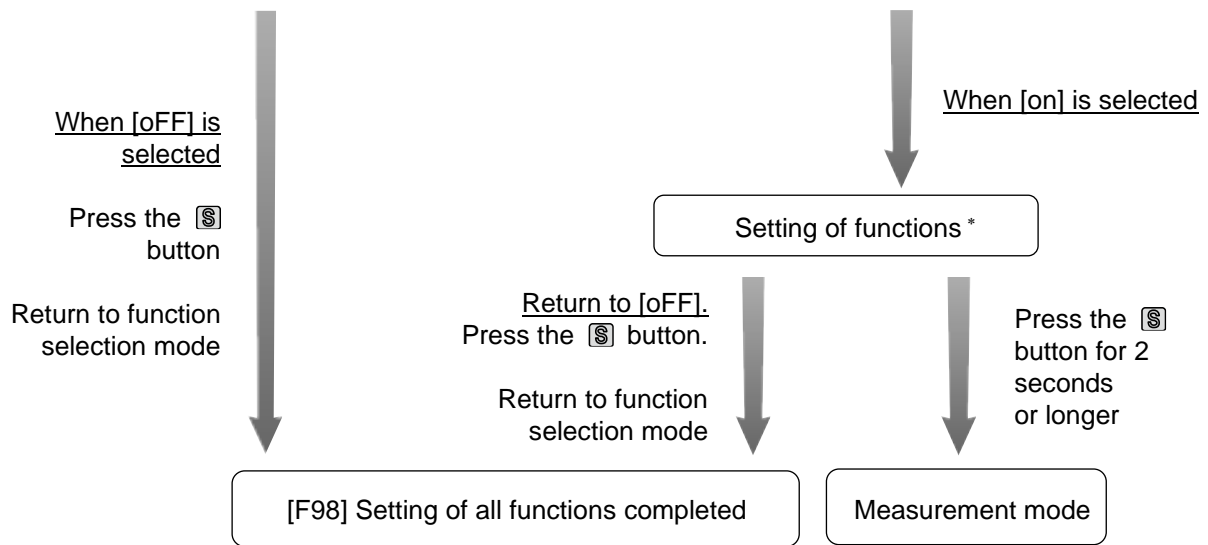 When [oFF] is
selected
Press the S
button
Return to function
selection mode
When [on] is selected
Setting of functions *
Return to [oFF].
Press the S button.
Return to function
selection mode
Press the S
button for 2
seconds
or longer
[F98] Setting of all functions completed
Measurement mode